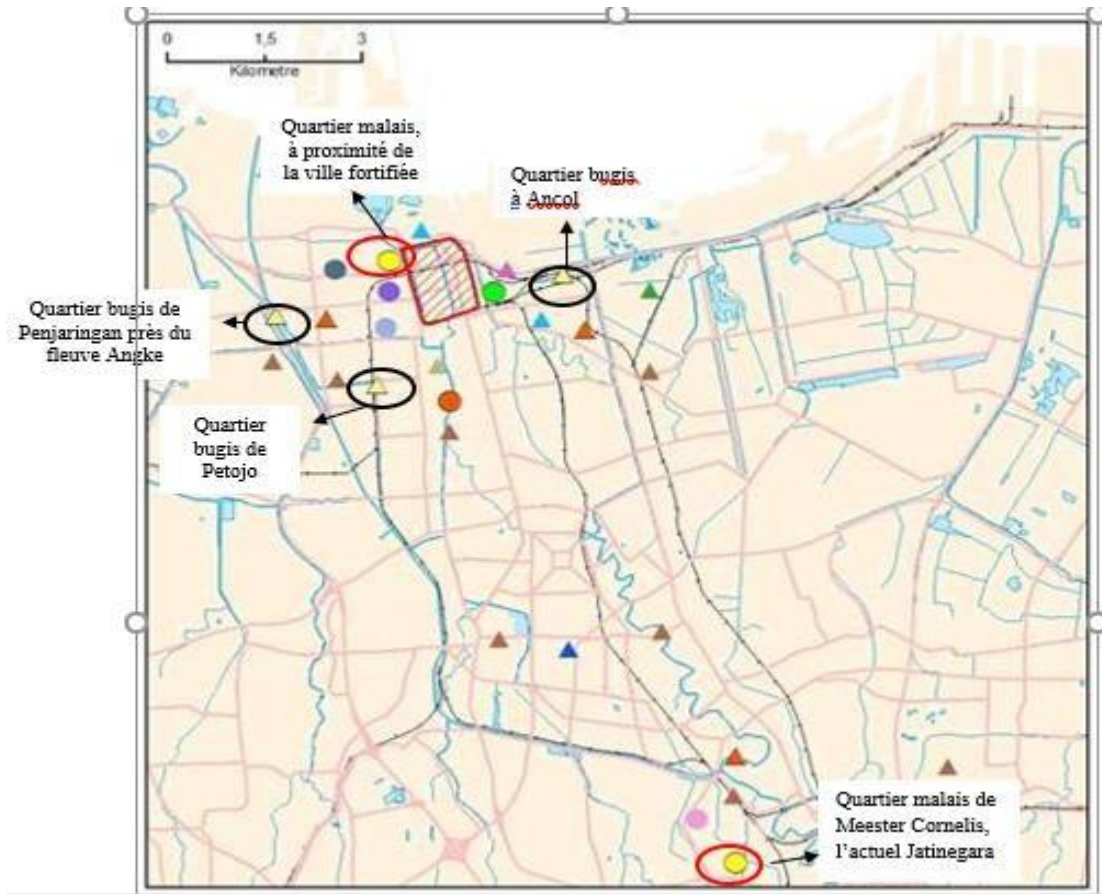 0 1,5 3
Kilometre
Quartier malais,
à proximité de
la ville fortifiée
Quartier bugis
à Ancol
Quartier bugis de
Penjaringan près du
fleuve Angke
Quartier
bugis de
Petojo
Quartier malais de
Meester Cornelis,
l’actuel Jatinegara